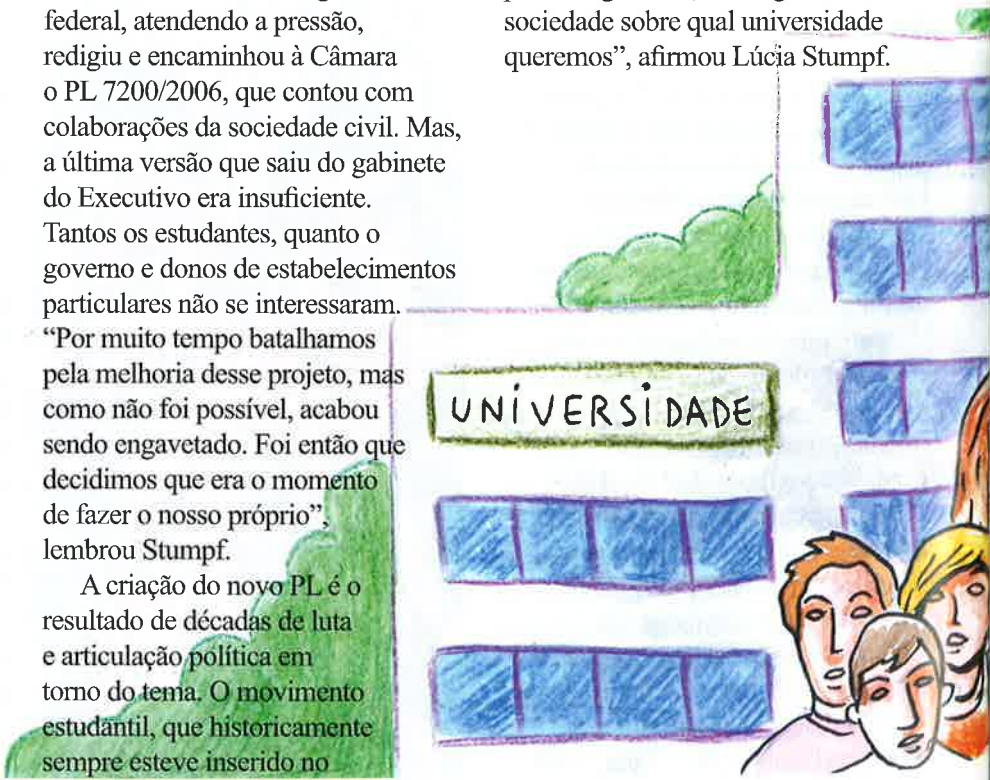 federal, atendendo a pressão,
redigiu e encaminhou à Câmara
o PL 7200/2006, que contou com
colaborações da sociedade civil. Mas,
a última versão que saiu do gabinete
do Executivo era insuficiente.
Tantos os estudantes, quanto o
governo e donos de estabelecimentos
particulares não se interessaram.
“Por muito tempo batalhamos
pela melhoria desse projeto, mas
como não foi possível, acabou
sendo engavetado. Foi então que
decidimos que era o momento
de fazer o nosso próprio”,
lembrou Stumpf.
A criação do novo PL é o
resultado de décadas de luta
e articulação política em
torno do tema. O movimento
estudantil, que historicamente
sempre esteve inserido no
sociedade sobre qual universidade
queremos”, afirmou Lúcia Stumpf.
UNIVERSIDADE